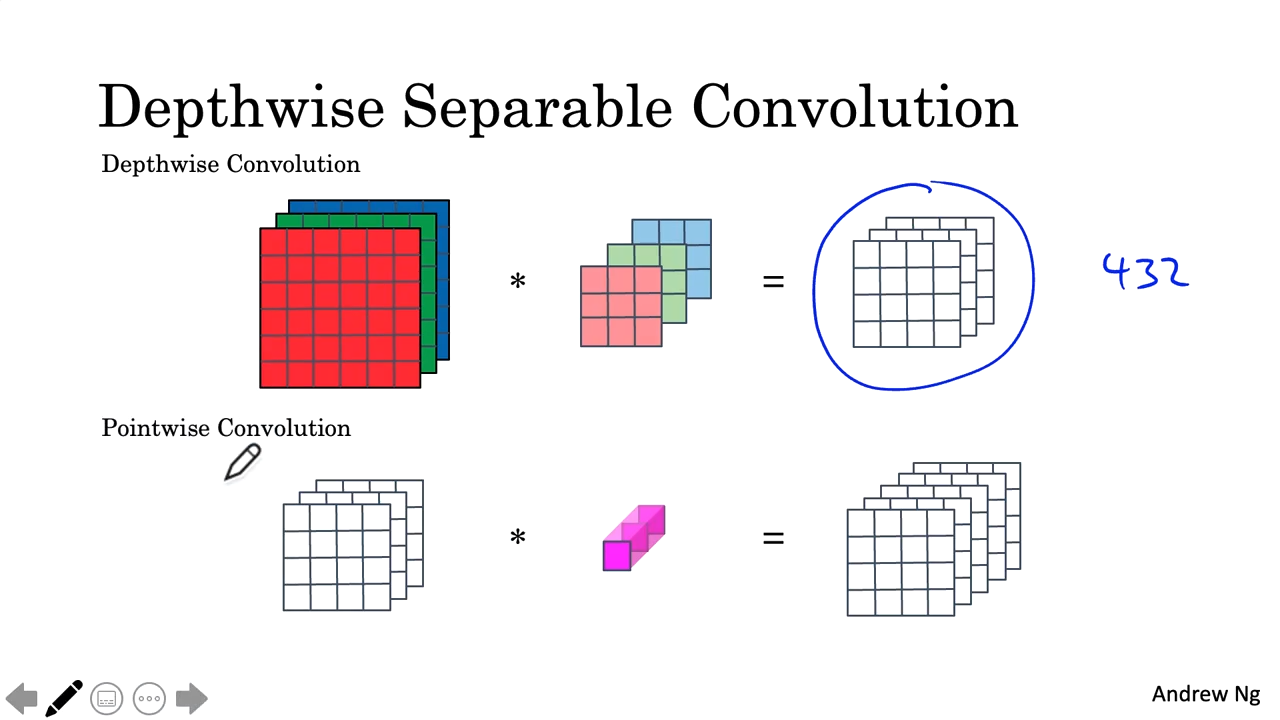 Depthwise Separable Convolution
Depthwise Convolution
*
=
432
Pointwise Convolution
*
=
Andrew Ng